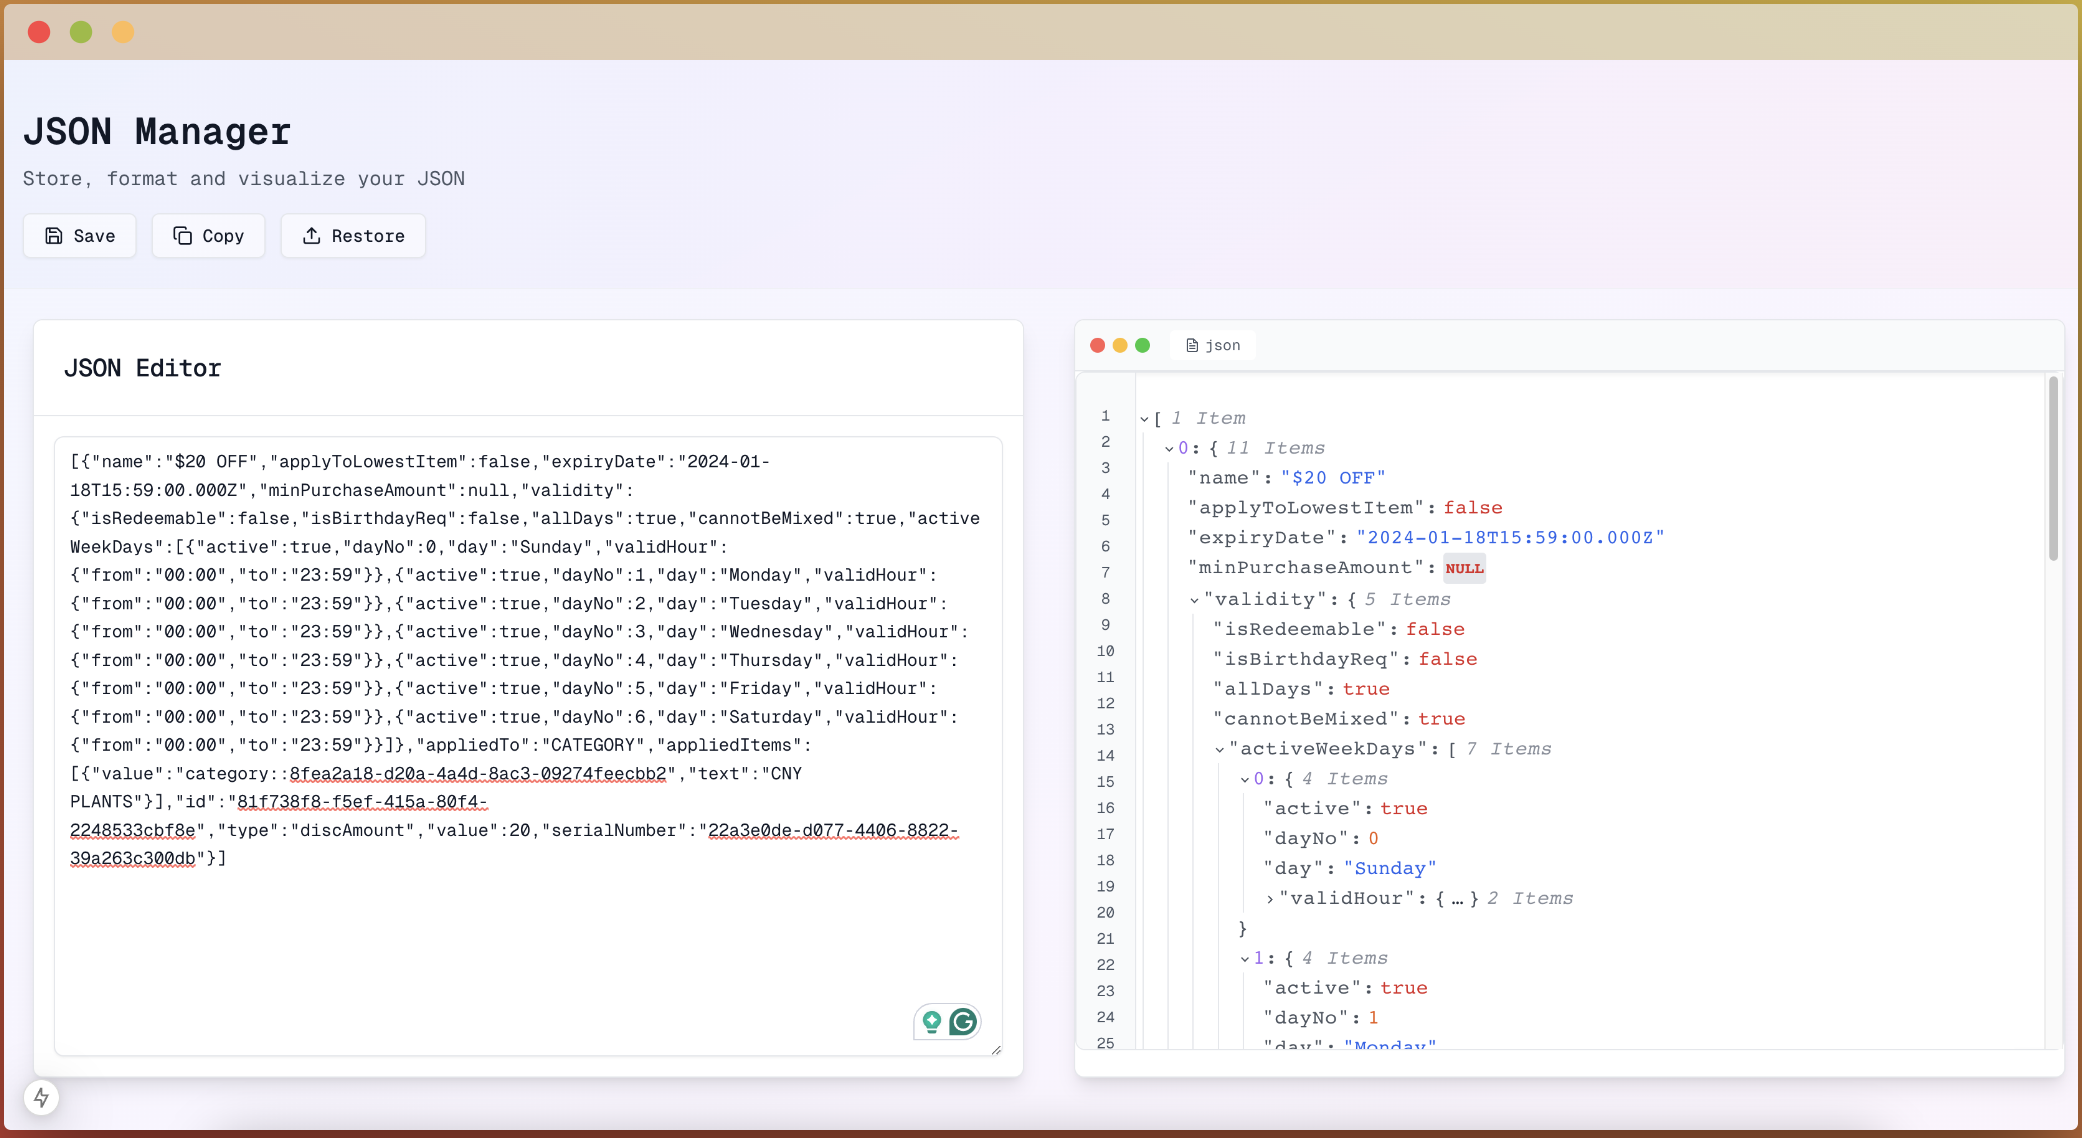 JSON Manager
Store, format and visualize your JSON
Save
Copy
Restore
JSON Editor
[{"name":"$20 OFF","applyToLowestItem":false,"expiryDate":"2024-01-
18T15:59:00.000Z","minPurchaseAmount":null,"validity":
{"isRedeemable":false,"isBirthdayReq":false,"allDays":true,"cannotBeMixed":true,"active
WeekDays":[{"active":true,"dayNo":0,"day":"Sunday","validHour":
{"from":"00:00","to":"23:59"}},{"active":true,"dayNo":1,"day":"Monday","validHour":
{"from":"00:00","to":"23:59"}},{"active":true,"dayNo":2,"day":"Tuesday","validHour":
{"from":"00:00","to":"23:59"}},{"active":true,"dayNo":3,"day":"Wednesday","validHour":
{"from":"00:00","to":"23:59"}},{"active":true,"dayNo":4,"day":"Thursday","validHour":
{"from":"00:00","to":"23:59"}},{"active":true,"dayNo":5,"day":"Friday","validHour":
{"from":"00:00","to":"23:59"}},{"active":true,"dayNo":6,"day":"Saturday","validHour":
{"from":"00:00","to":"23:59"}}]},"appliedTo":"CATEGORY","appliedItems":
[{"value":"category::8fea2a18-d20a-4a4d-8ac3-09274feecbb2","text":"CNY
PLANTS"}],"id":"81f738f8-f5ef-415a-80f4-
2248533cbf8e","type":"discAmount","value":20,"serialNumber":"22a3e0de-d077-4406-8822-
39a263c300db"}]
json
1
2
3
4
5
6
7
8
9
10
11
12
13
14
15
16
17
18
19
20
21
22
23
24
25
[ 1 Item
0: { 11 Items
"name": "$20 OFF"
"applyToLowestItem": false
"expiryDate": "2024-01-18T15:59:00.000Z"
"minPurchaseAmount": NULL
"validity": { 5 Items
"isRedeemable": false
"isBirthdayReq": false
"allDays": true
"cannotBeMixed": true
"activeWeekDays": [ 7 Items
0: { 4 Items
"active": true
"dayNo": 0
"day": "Sunday"
"validHour": {…} 2 Items
}
1: { 4 Items
"active": true
"dayNo": 1
"day": "Monday"